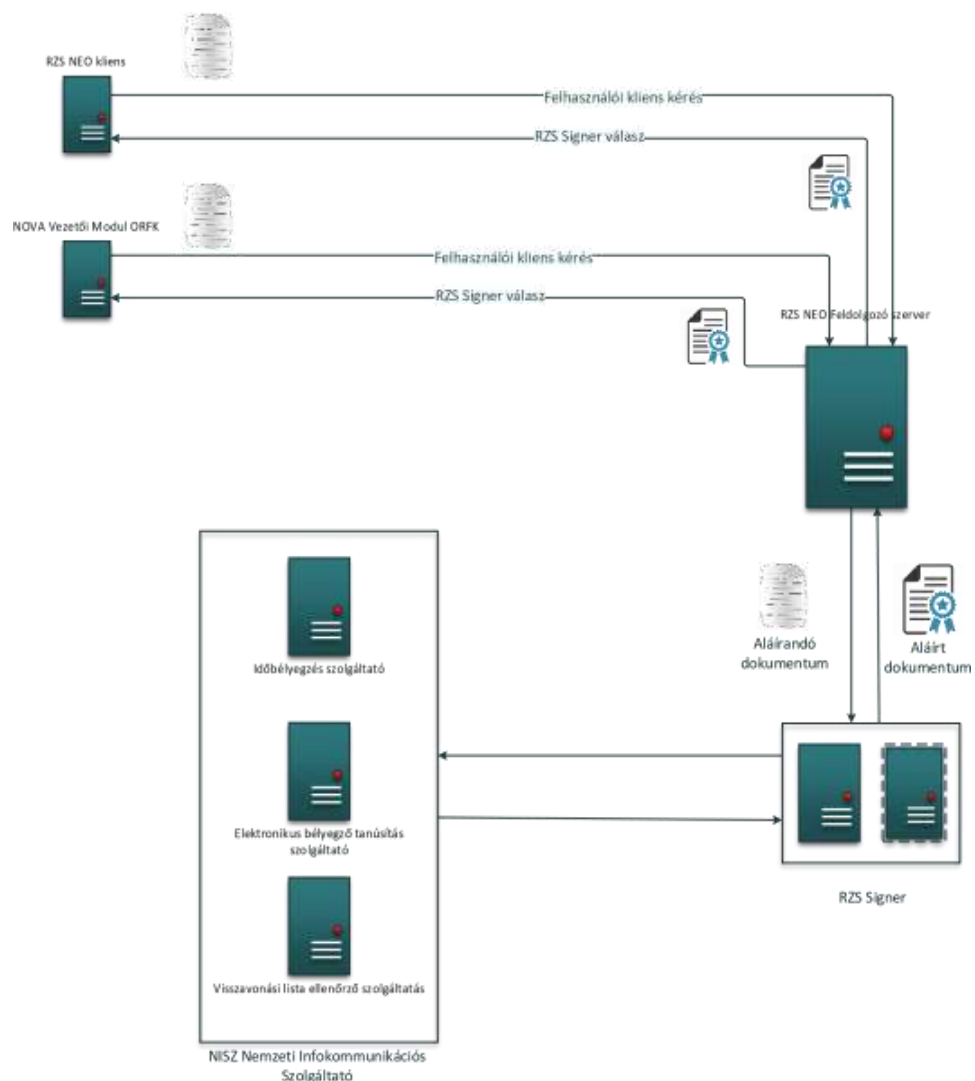 RZS NEO kliens
Felhasználói kliens kérés
RZS Signer válasz
NOVA Vezetői Modul ORFK
Felhasználói kliens kérés
RZS Signer válasz
RZS NEO Feldolgozó szerver
Aláírandó
dokumentum
Aláírt
dokumentum
Időbélyegzés szolgáltató
Elektronikus bélyegző tanúsítás
szolgáltató
Visszavonási lista ellenőrző szolgáltatás
RZS Signer
NISZ Nemzeti Infokommunikációs
Szolgáltató